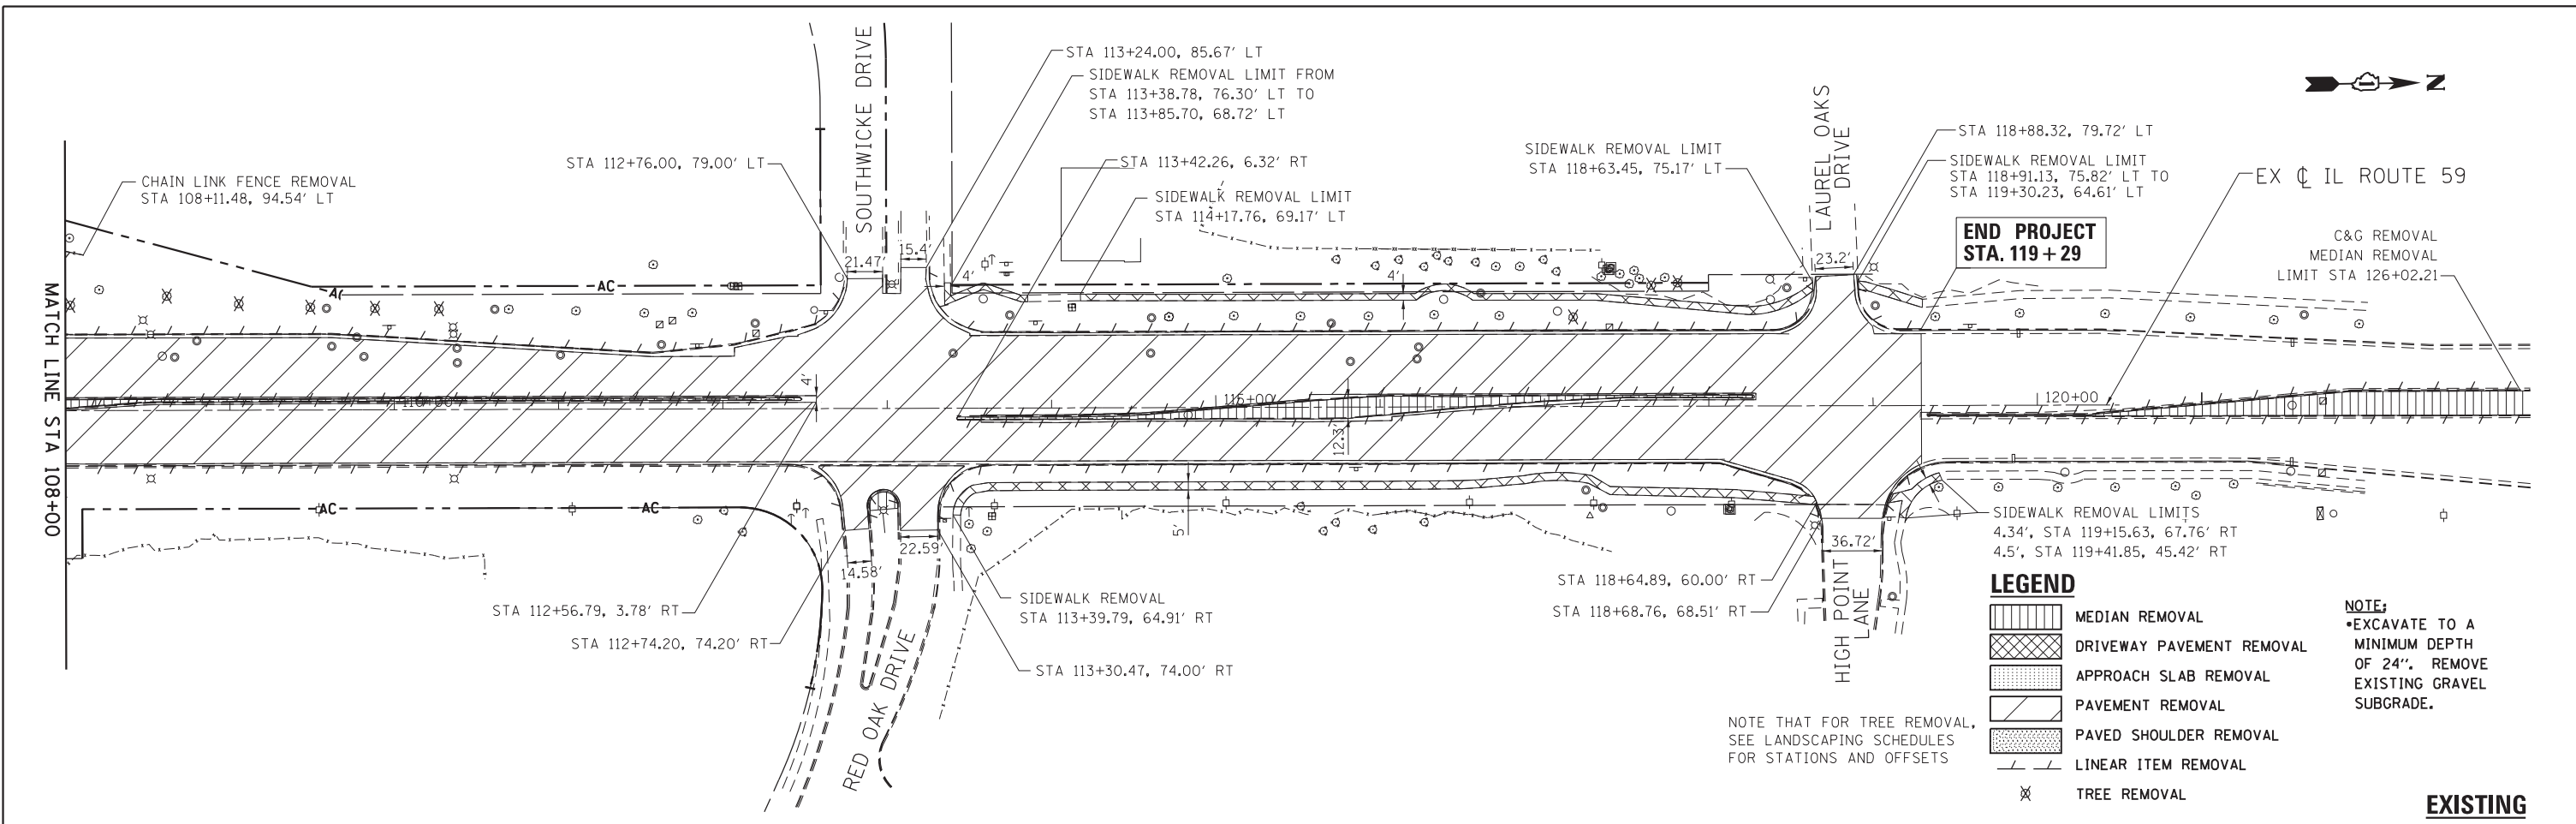 SOUTHWICKE DRIVE
STA 113+24.00, 85.67' LT
SIDEWALK REMOVAL LIMIT FROM
STA 113+38.78, 76.30' LT TO
STA 113+85.70, 68.72' LT
STA 112+76.00, 79.00' LT
STA 113+42.26, 6.32' RT
SIDEWALK REMOVAL LIMIT
STA 114+17.76, 69.17' LT
CHAIN LINK FENCE REMOVAL
STA 108+11.48, 94.54' LT
SIDEWALK REMOVAL LIMIT
STA 118+63.45, 75.17' LT
LAUREL OAKS
DRIVE
N
STA 118+88.32, 79.72' LT
SIDEWALK REMOVAL LIMIT
STA 118+91.13, 75.82' LT TO
STA 119+30.23, 64.61' LT
EX ℄ IL ROUTE 59
END PROJECT
STA. 119+29
C&G REMOVAL
MEDIAN REMOVAL
LIMIT STA 126+02.21
MATCH LINE STA 108+00
21.47'
15.4'
4'
4'
23.2'
AC
AC
4'
110+00
115+00
120+00
12.3'
5'
AC
AC
14.58'
22.59'
36.72'
STA 112+56.79, 3.78' RT
STA 112+74.20, 74.20' RT
RED OAK DRIVE
SIDEWALK REMOVAL
STA 113+39.79, 64.91' RT
STA 113+30.47, 74.00' RT
STA 118+64.89, 60.00' RT
STA 118+68.76, 68.51' RT
HIGH POINT
LANE
SIDEWALK REMOVAL LIMITS
4.34', STA 119+15.63, 67.76' RT
4.5', STA 119+41.85, 45.42' RT
LEGEND
MEDIAN REMOVAL
DRIVEWAY PAVEMENT REMOVAL
APPROACH SLAB REMOVAL
PAVEMENT REMOVAL
PAVED SHOULDER REMOVAL
LINEAR ITEM REMOVAL
TREE REMOVAL
NOTE:
•EXCAVATE TO A
MINIMUM DEPTH
OF 24". REMOVE
EXISTING GRAVEL
SUBGRADE.
NOTE THAT FOR TREE REMOVAL,
SEE LANDSCAPING SCHEDULES
FOR STATIONS AND OFFSETS
EXISTING